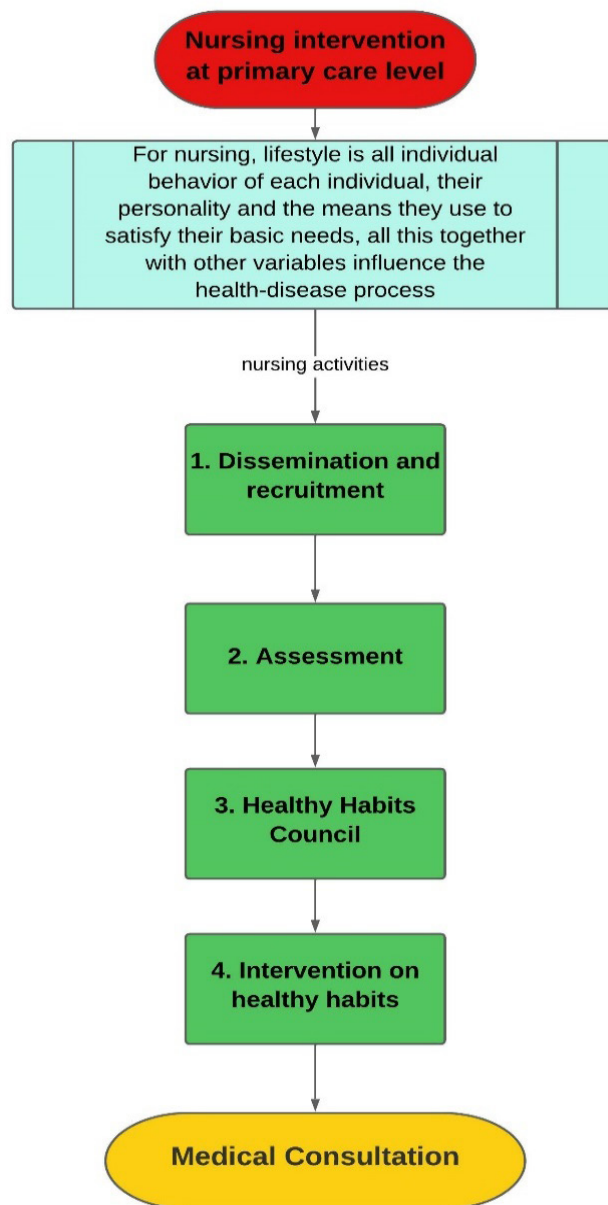 Nursing intervention
at primary care level
For nursing, lifestyle is all individual
behavior of each individual, their
personality and the means they use to
satisfy their basic needs, all this together
with other variables influence the
health-disease process
nursing activities
1. Dissemination and
recruitment
2. Assessment
3. Healthy Habits
Council
4. Intervention on
healthy habits
Medical Consultation